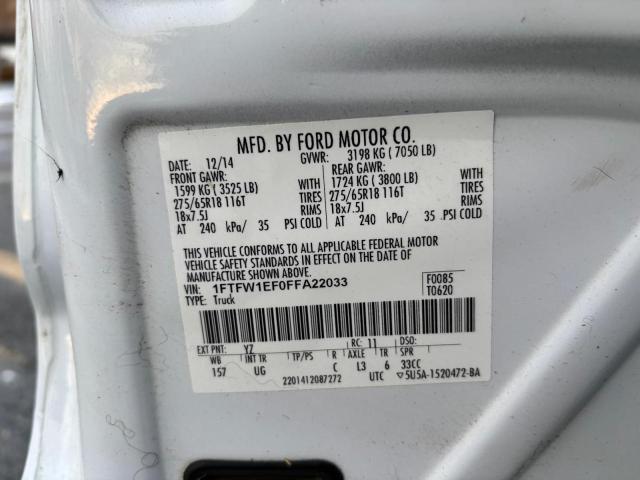 MFD. BY FORD MOTOR CO.
DATE: 12/14 GVWR: 3198 KG ( 7050 LB)
FRONT GAWR: REAR GAWR:
1599 KG ( 3525 LB) WITH 1724 KG ( 3800 LB) WITH
275/65R18 116T TIRES 275/65R18 116T TIRES
18x7.5J RIMS 18x7.5J RIMS
AT 240 kPa/ 35 PSI COLD AT 240 kPa/ 35 PSI COLD
THIS VEHICLE CONFORMS TO ALL APPLICABLE FEDERAL MOTOR
VEHICLE SAFETY STANDARDS IN EFFECT ON THE DATE OF
MANUFACTURE SHOWN ABOVE.
VIN: 1FTFW1EF0FFA22033 F0085
TYPE: Truck T0620
EXT PNT: YZ RC: 11 DSO:
WB INT TR TP/PS R AXLE TR SPR
157 UG C L3 6 33CC
2201412087272 UTC 5U5A-1520472-BA